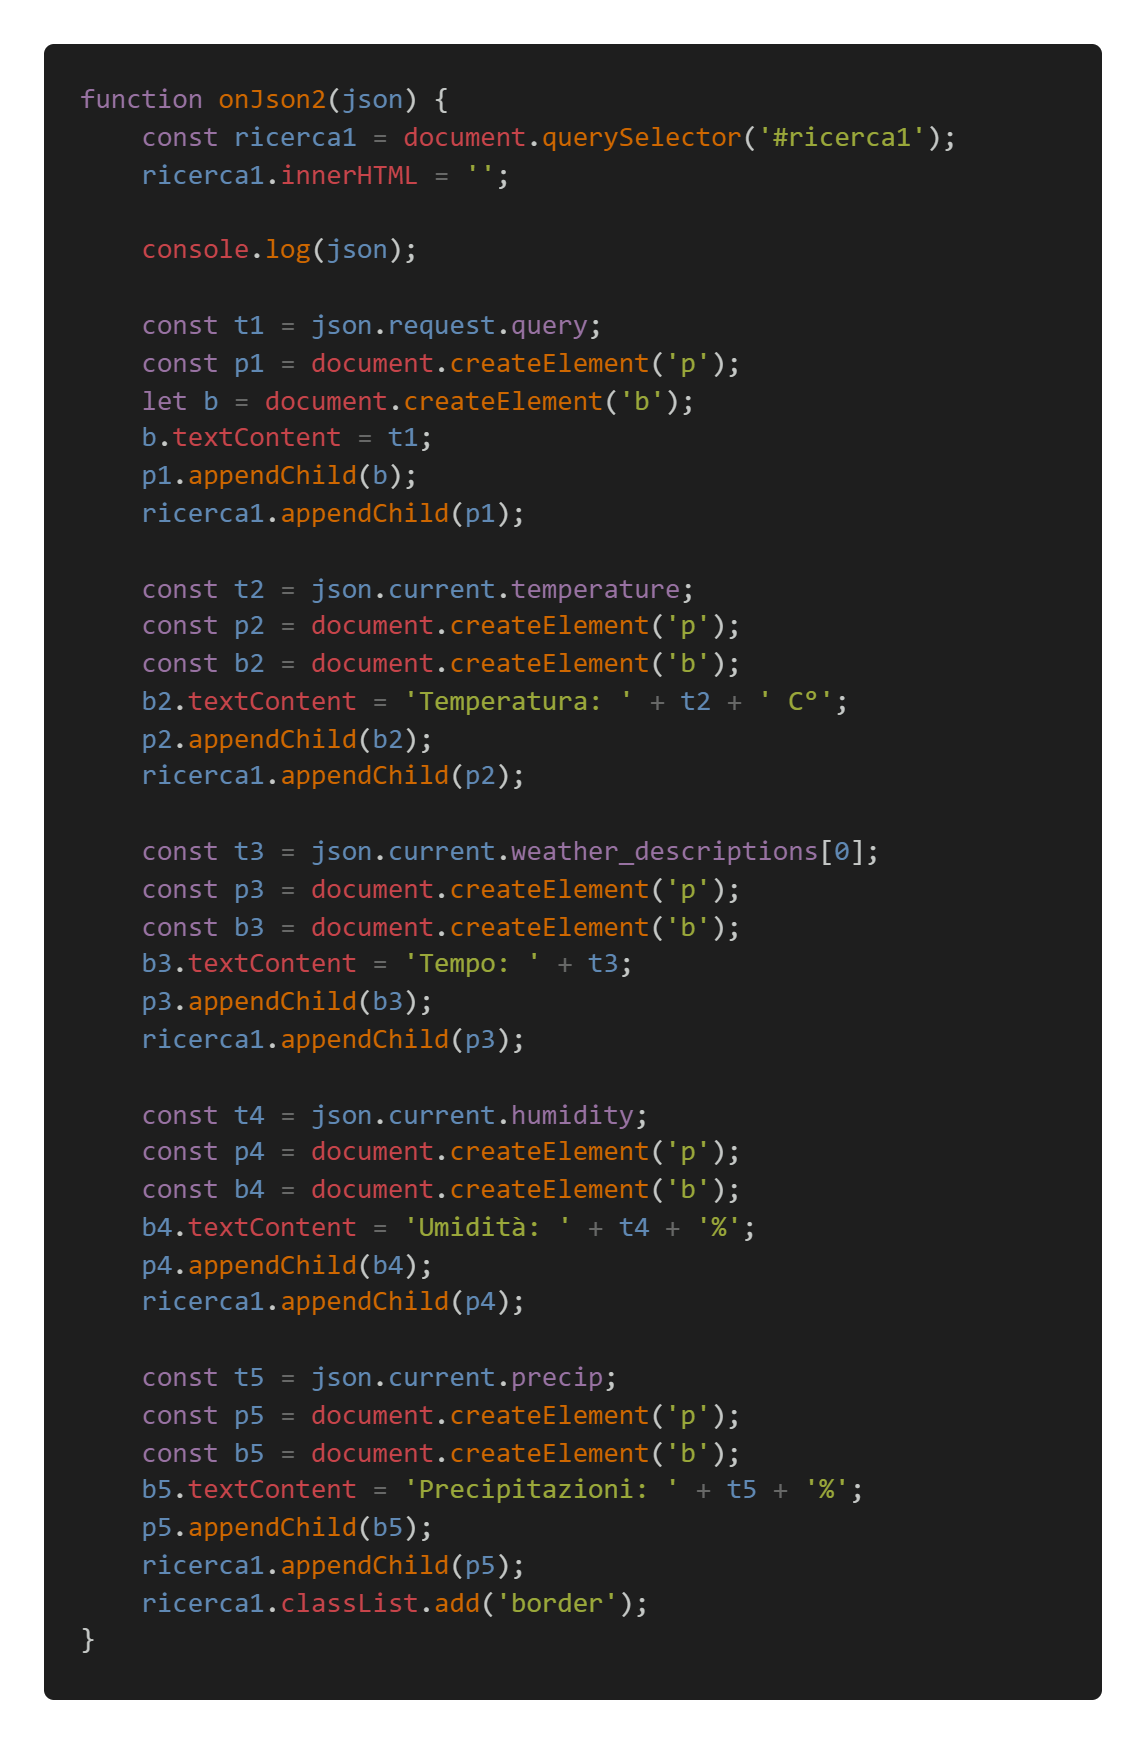 function onJson2(json) {
    const ricerca1 = document.querySelector('#ricerca1');
    ricerca1.innerHTML = '';

    console.log(json);

    const t1 = json.request.query;
    const p1 = document.createElement('p');
    let b = document.createElement('b');
    b.textContent = t1;
    p1.appendChild(b);
    ricerca1.appendChild(p1);

    const t2 = json.current.temperature;
    const p2 = document.createElement('p');
    const b2 = document.createElement('b');
    b2.textContent = 'Temperatura: ' + t2 + ' C°';
    p2.appendChild(b2);
    ricerca1.appendChild(p2);

    const t3 = json.current.weather_descriptions[0];
    const p3 = document.createElement('p');
    const b3 = document.createElement('b');
    b3.textContent = 'Tempo: ' + t3;
    p3.appendChild(b3);
    ricerca1.appendChild(p3);

    const t4 = json.current.humidity;
    const p4 = document.createElement('p');
    const b4 = document.createElement('b');
    b4.textContent = 'Umidità: ' + t4 + '%';
    p4.appendChild(b4);
    ricerca1.appendChild(p4);

    const t5 = json.current.precip;
    const p5 = document.createElement('p');
    const b5 = document.createElement('b');
    b5.textContent = 'Precipitazioni: ' + t5 + '%';
    p5.appendChild(b5);
    ricerca1.appendChild(p5);
    ricerca1.classList.add('border');
}